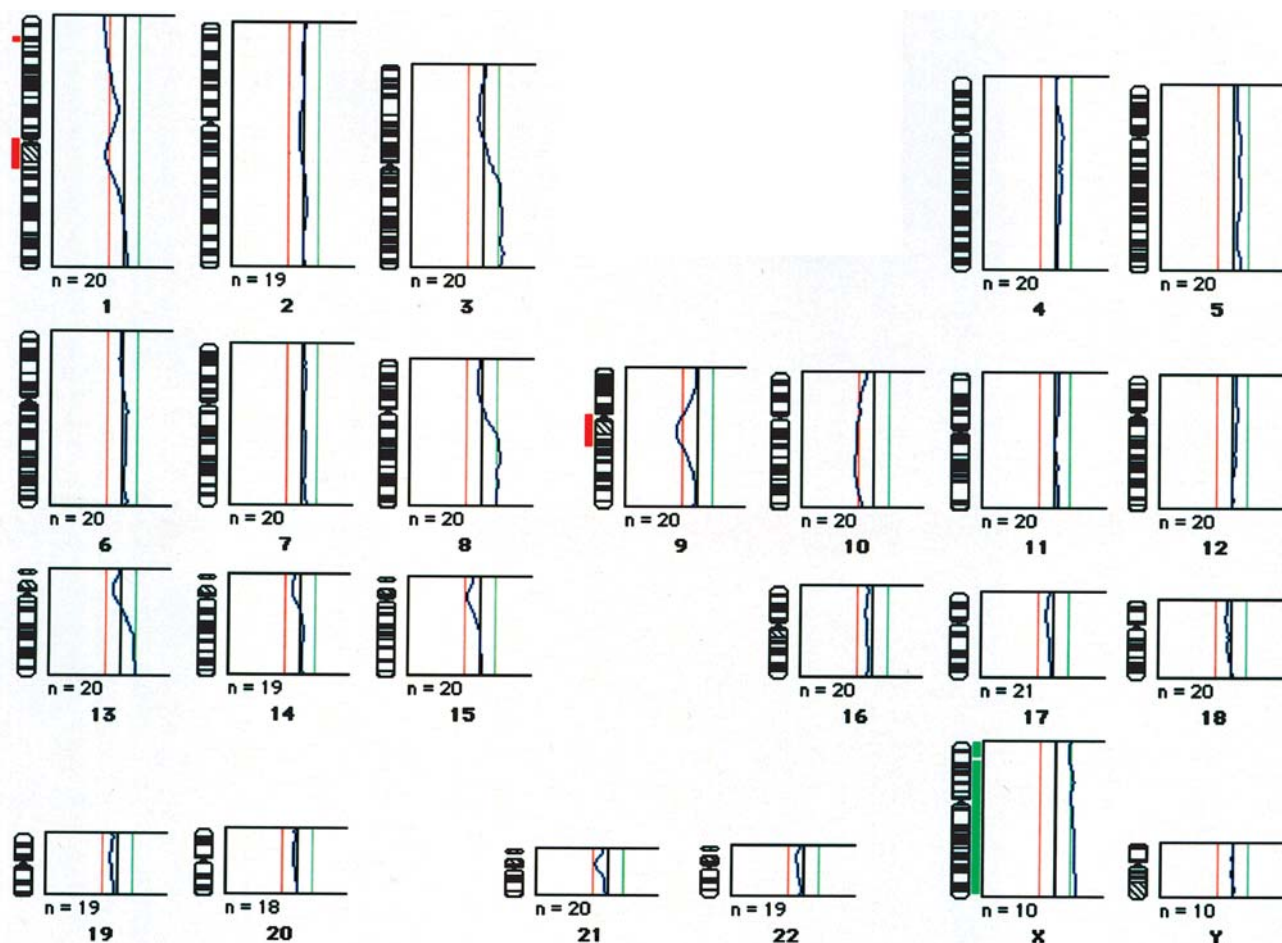 n = 20
n = 19
n = 20
n = 20
n = 20
1
2
3
4
5
n = 20
n = 20
n = 20
n = 20
n = 20
n = 20
n = 20
6
7
8
9
10
11
12
n = 20
n = 19
n = 20
n = 20
n = 21
n = 20
13
14
15
16
17
18
n = 19
n = 18
n = 20
n = 19
n = 10
n = 10
19
20
21
22
X
Y